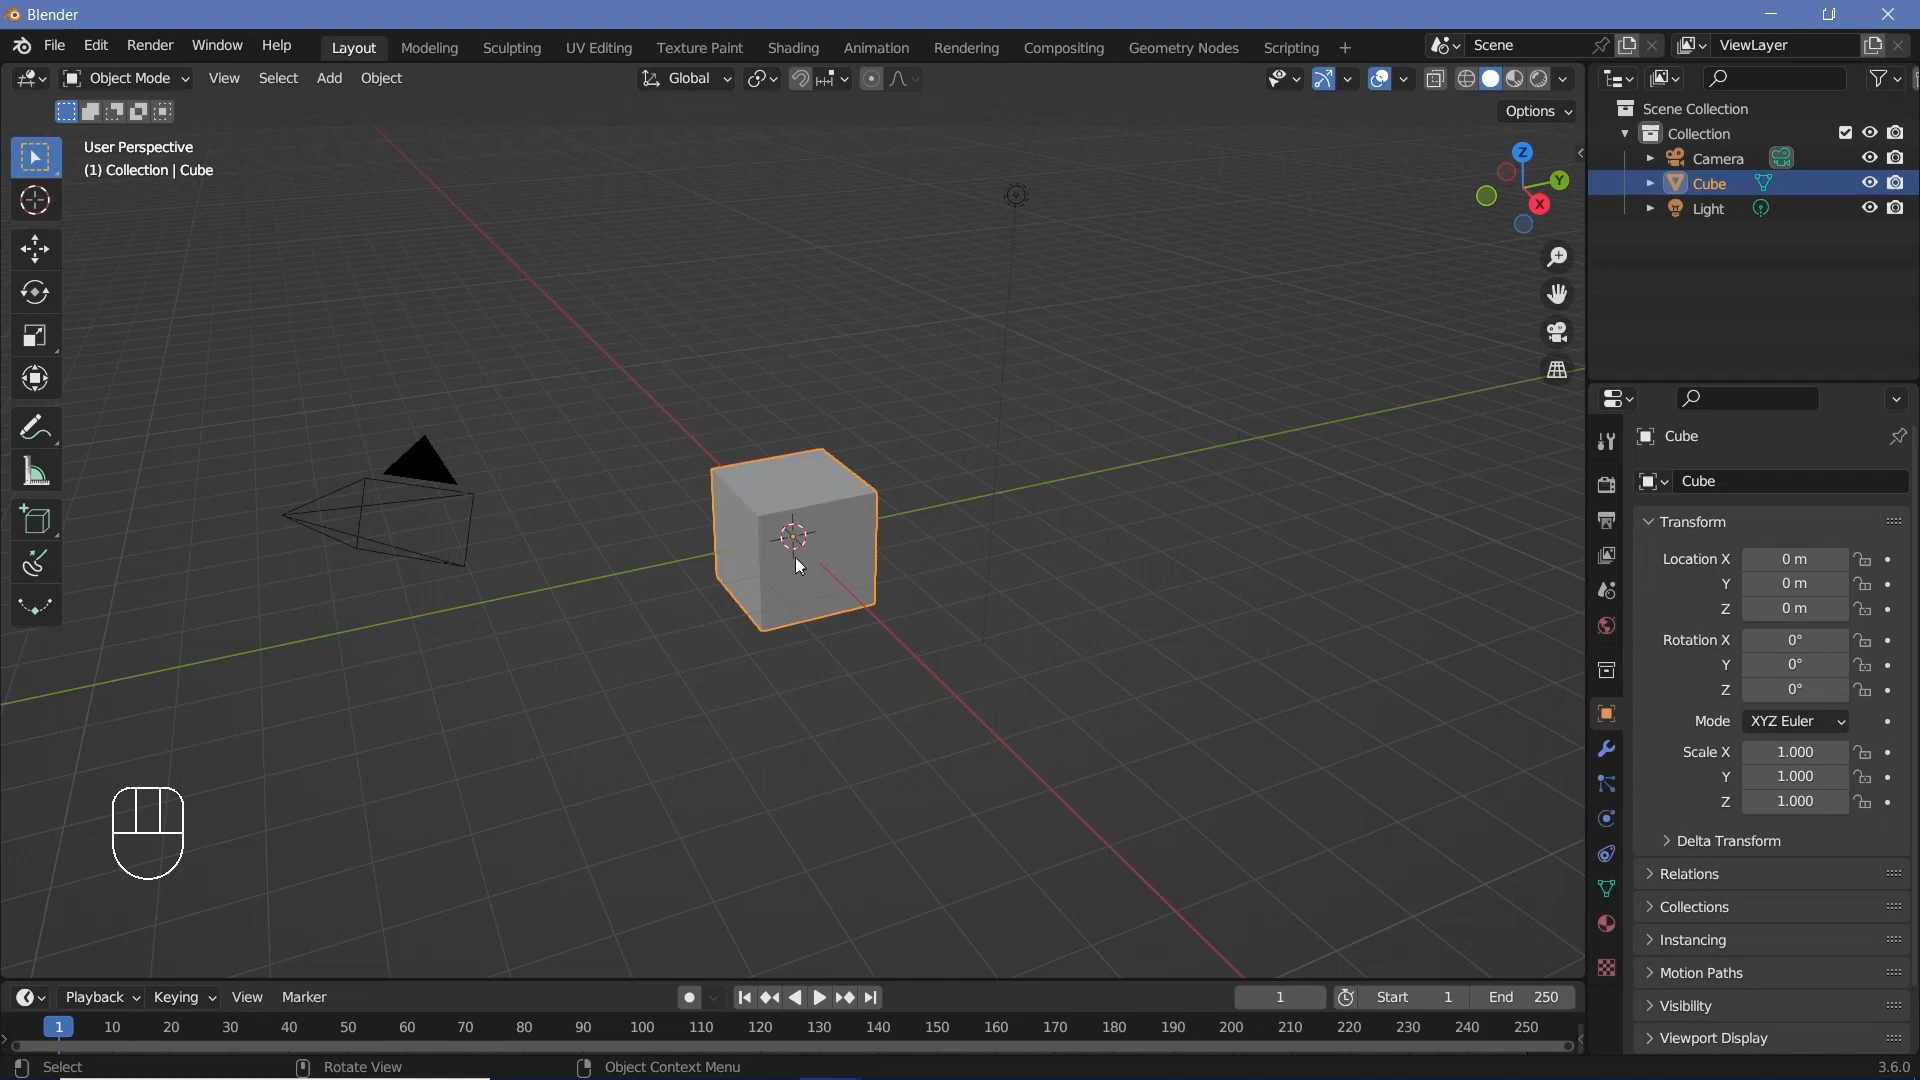 Blender
File Edit Render Window Help Layout Modeling Sculpting UV Editing Texture Paint Shading Animation Rendering Compositing Geometry Nodes Scripting + Scene ViewLayer
Object Mode View Select Add Object Global
Options
User Perspective
(1) Collection | Cube
Z
Y
X
Scene Collection
Collection
Camera
Cube
Light
Cube
Cube
Transform
Location X 0 m
Y 0 m
Z 0 m
Rotation X 0°
Y 0°
Z 0°
Mode XYZ Euler
Scale X 1.000
Y 1.000
Z 1.000
Delta Transform
Relations
Collections
Instancing
Motion Paths
Visibility
Viewport Display
Playback Keying View Marker 1 Start 1 End 250
1 10 20 30 40 50 60 70 80 90 100 110 120 130 140 150 160 170 180 190 200 210 220 230 240 250
Select Rotate View Object Context Menu 3.6.0